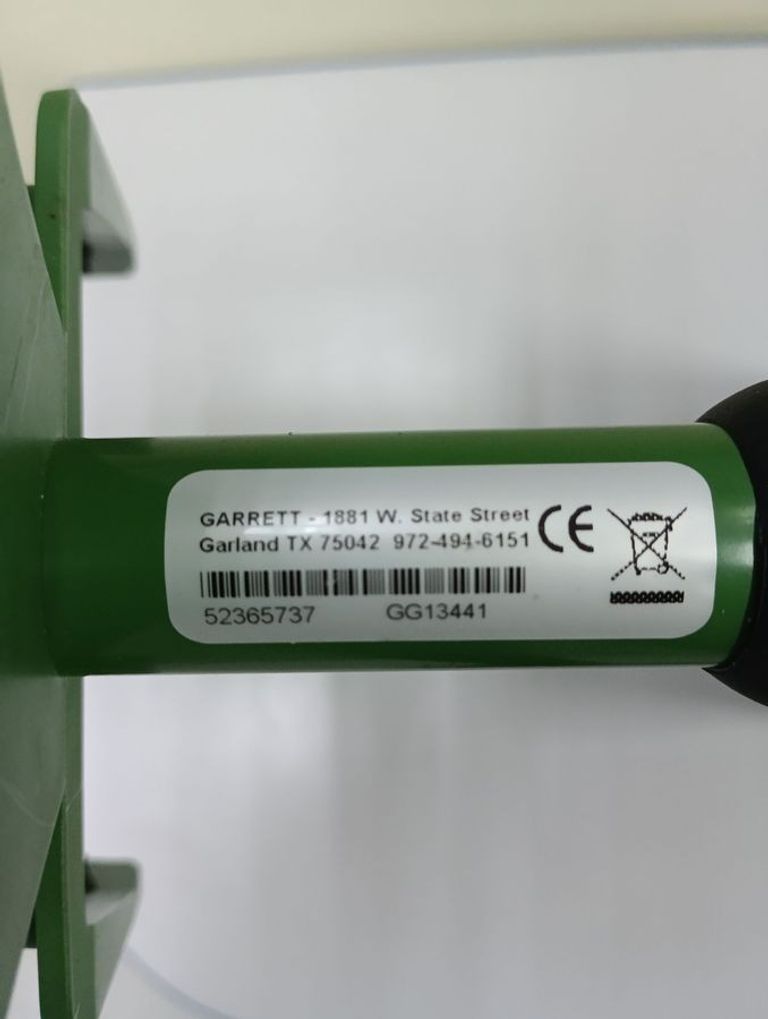 GARRETT - 1881 W. State Street
Garland TX 75042 972-494-6151
CE
52365737 GG13441